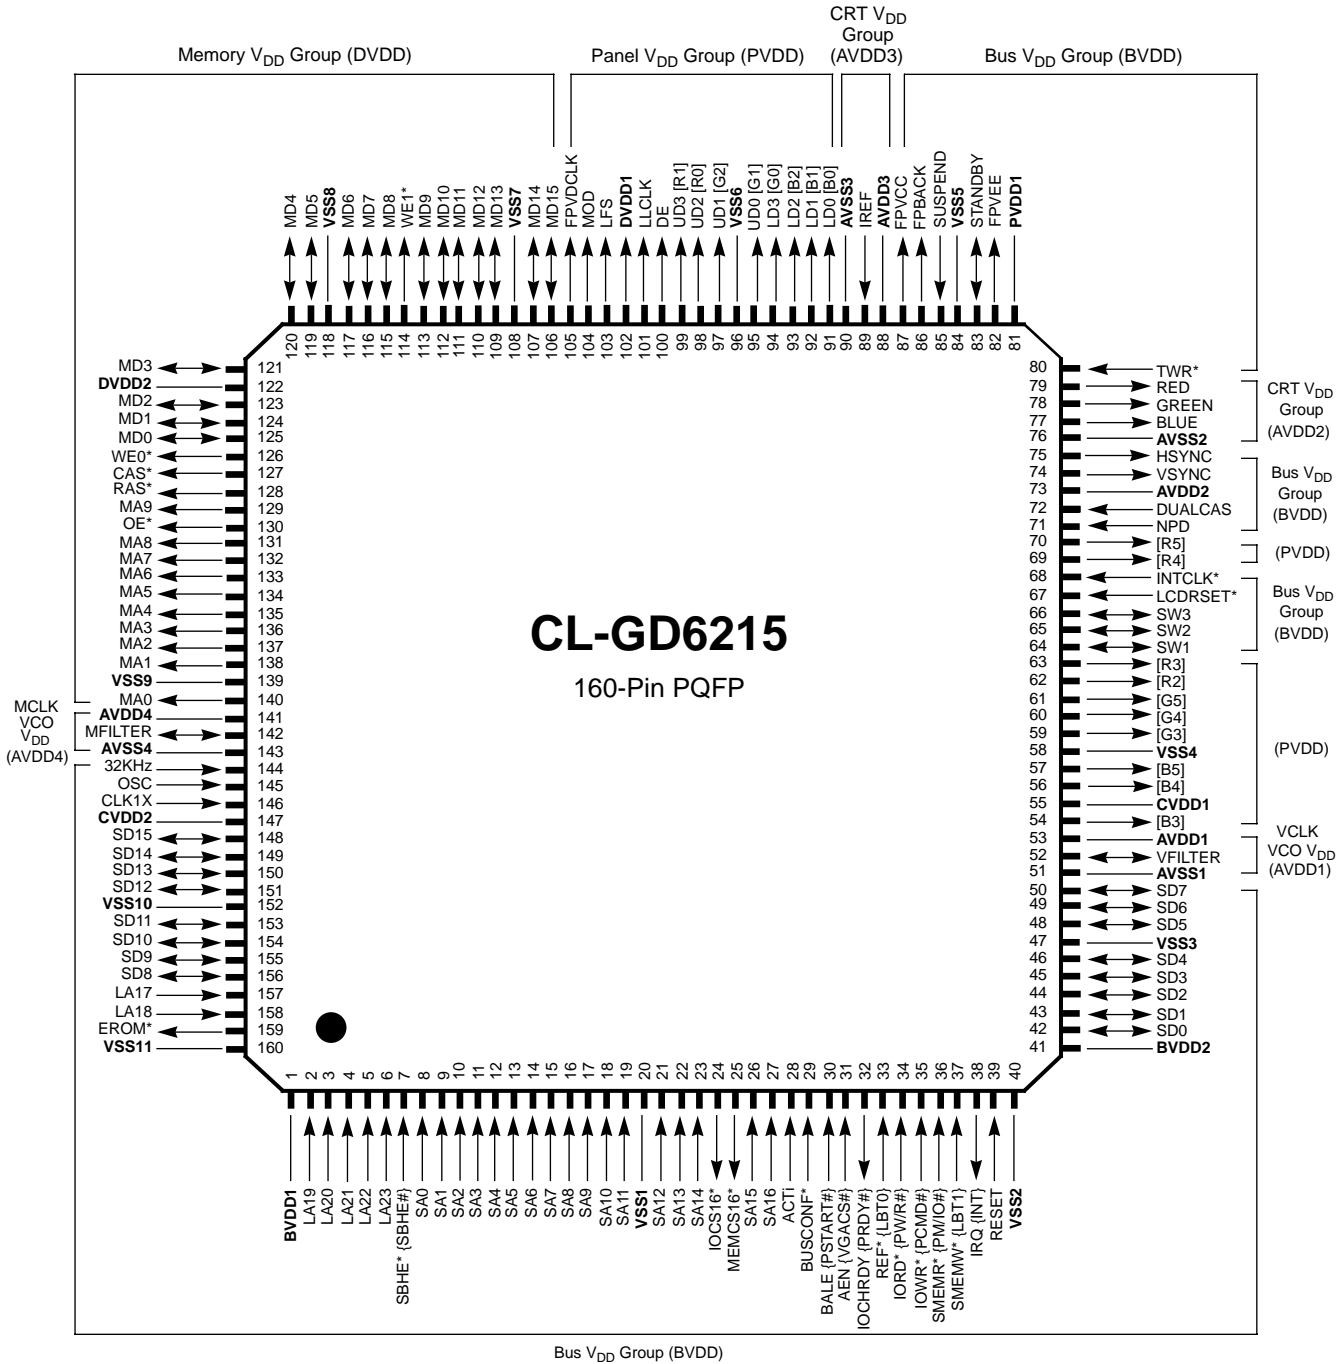 CRT VDD
Group
(AVDD3)
Memory VDD Group (DVDD)
Panel VDD Group (PVDD)
Bus VDD Group (BVDD)
MD4
MD5
VSS8
MD6
MD7
MD8
WE1*
MD9
MD10
MD11
MD12
MD13
VSS7
MD14
MD15
FPVDCLK
MOD
LFS
DVDD1
LLCLK
DE
UD3 [R1]
UD2 [R0]
UD1 [G2]
VSS6
UD0 [G1]
LD3 [G0]
LD2 [B2]
LD1 [B1]
LD0 [B0]
AVSS3
IREF
AVDD3
FPVCC
FPBACK
SUSPEND
VSS5
STANDBY
FPVEE
PVDD1
120
119
118
117
116
115
114
113
112
111
110
109
108
107
106
105
104
103
102
101
100
99
98
97
96
95
94
93
92
91
90
89
88
87
86
85
84
83
82
81
MD3 121
DVDD2 122
MD2 123
MD1 124
MD0 125
WE0* 126
CAS* 127
RAS* 128
MA9 129
OE* 130
MA8 131
MA7 132
MA6 133
MA5 134
MA4 135
MA3 136
MA2 137
MA1 138
VSS9 139
MA0 140
AVDD4 141
MFILTER 142
AVSS4 143
32KHz 144
OSC 145
CLK1X 146
CVDD2 147
SD15 148
SD14 149
SD13 150
SD12 151
VSS10 152
SD11 153
SD10 154
SD9 155
SD8 156
LA17 157
LA18 158
EROM* 159
VSS11 160
MCLK
VCO
VDD
(AVDD4)
CL-GD6215
160-Pin PQFP
80 TWR*
79 RED
78 GREEN
77 BLUE
76 AVSS2
75 HSYNC
74 VSYNC
73 AVDD2
72 DUALCAS
71 NPD
70 [R5]
69 [R4]
68 INTCLK*
67 LCDRSET*
66 SW3
65 SW2
64 SW1
63 [R3]
62 [R2]
61 [G5]
60 [G4]
59 [G3]
58 VSS4
57 [B5]
56 [B4]
55 CVDD1
54 [B3]
53 AVDD1
52 VFILTER
51 AVSS1
50 SD7
49 SD6
48 SD5
47 VSS3
46 SD4
45 SD3
44 SD2
43 SD1
42 SD0
41 BVDD2
CRT VDD
Group
(AVDD2)
Bus VDD
Group
(BVDD)
(PVDD)
Bus VDD
Group
(BVDD)
(PVDD)
VCLK
VCO VDD
(AVDD1)
1
2
3
4
5
6
7
8
9
10
11
12
13
14
15
16
17
18
19
20
21
22
23
24
25
26
27
28
29
30
31
32
33
34
35
36
37
38
39
40
BVDD1
LA19
LA20
LA21
LA22
LA23
SBHE* {SBHE#}
SA0
SA1
SA2
SA3
SA4
SA5
SA6
SA7
SA8
SA9
SA10
SA11
VSS1
SA12
SA13
SA14
IOCS16*
MEMCS16*
SA15
SA16
ACTi
BUSCONF*
BALE {PSTART#}
AEN {VGACS#}
IOCHRDY {PRDY#}
REF* {LBT0}
IORD* {PW/R#}
IOWR* {PCMD#}
SMEMR* {PM/IO#}
SMEMW* {LBT1}
IRQ {INT}
RESET
VSS2
Bus VDD Group (BVDD)